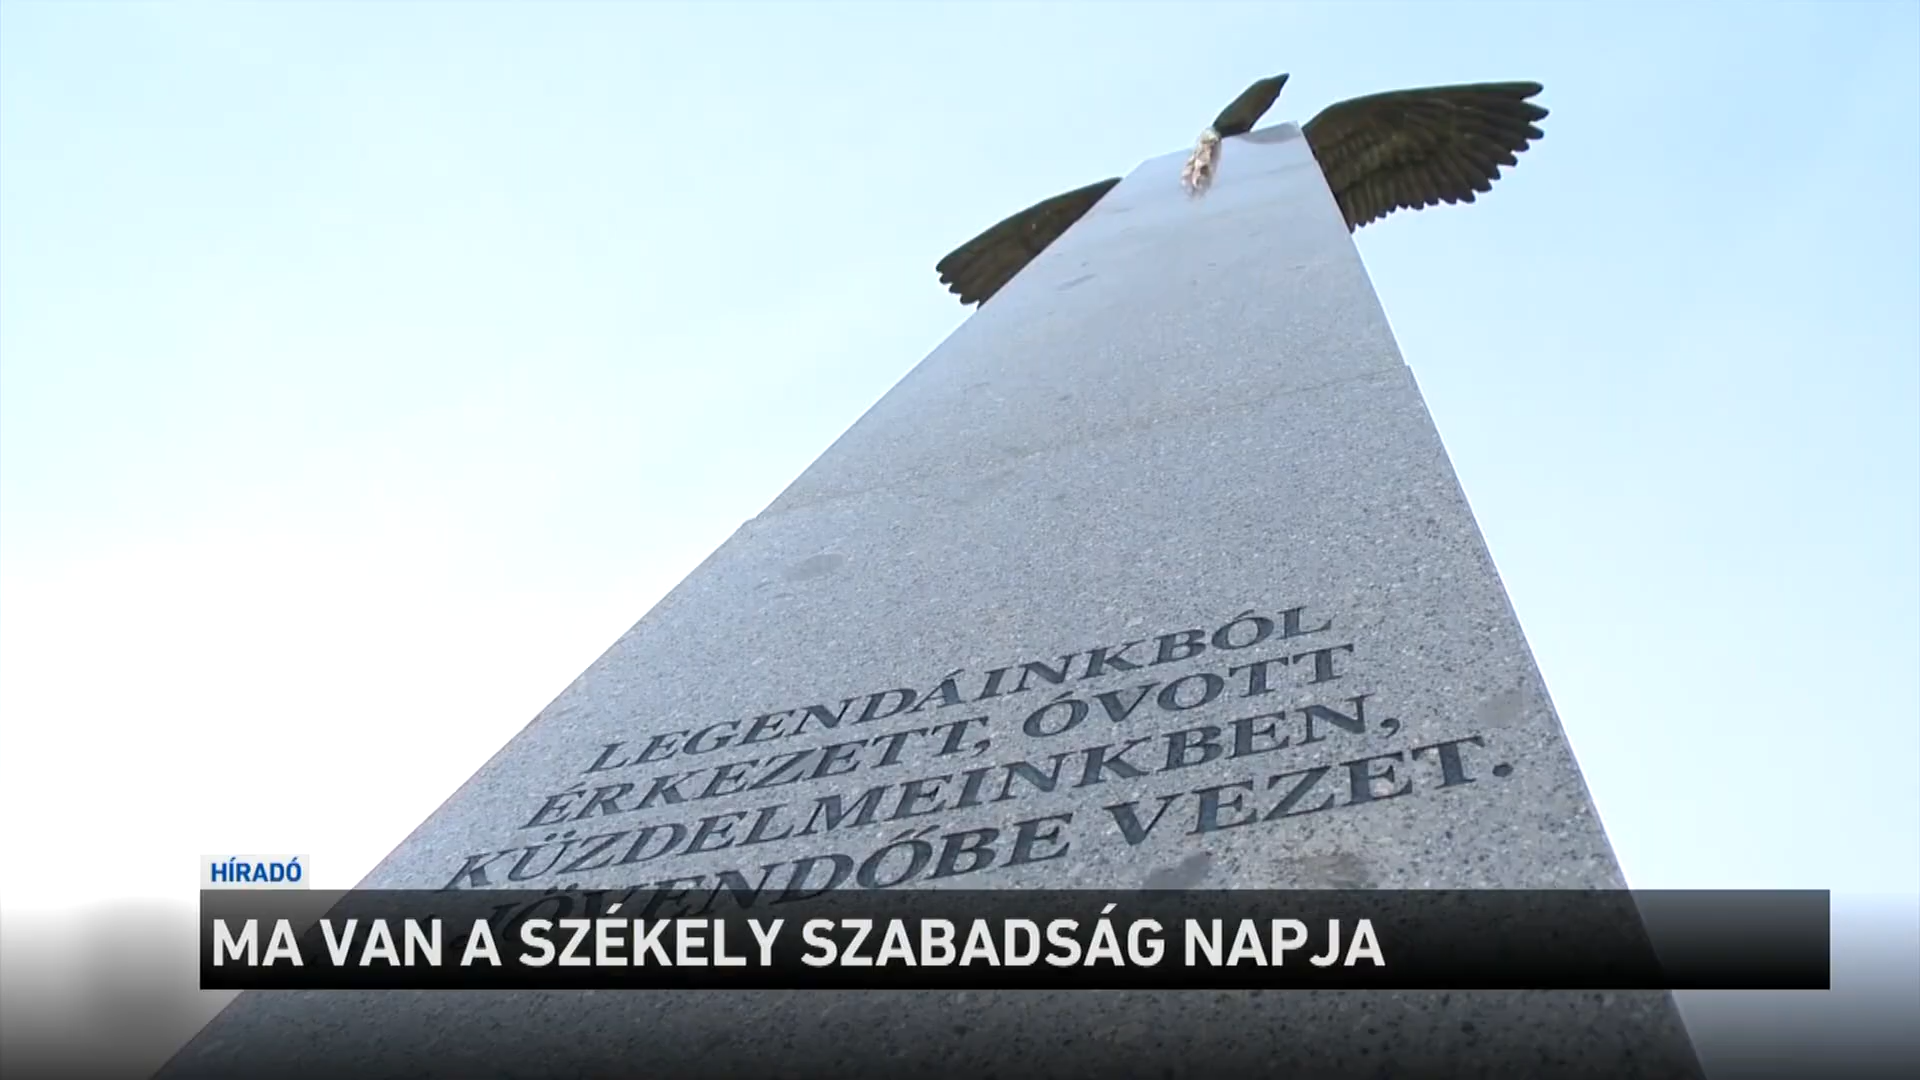 LEGENDÁINKBÓL
ÉRKEZETT, ÓVOTT
KÜZDELMEINKBEN,
JÖVENDŐBE VEZET.
HÍRADÓ
MA VAN A SZÉKELY SZABADSÁG NAPJA